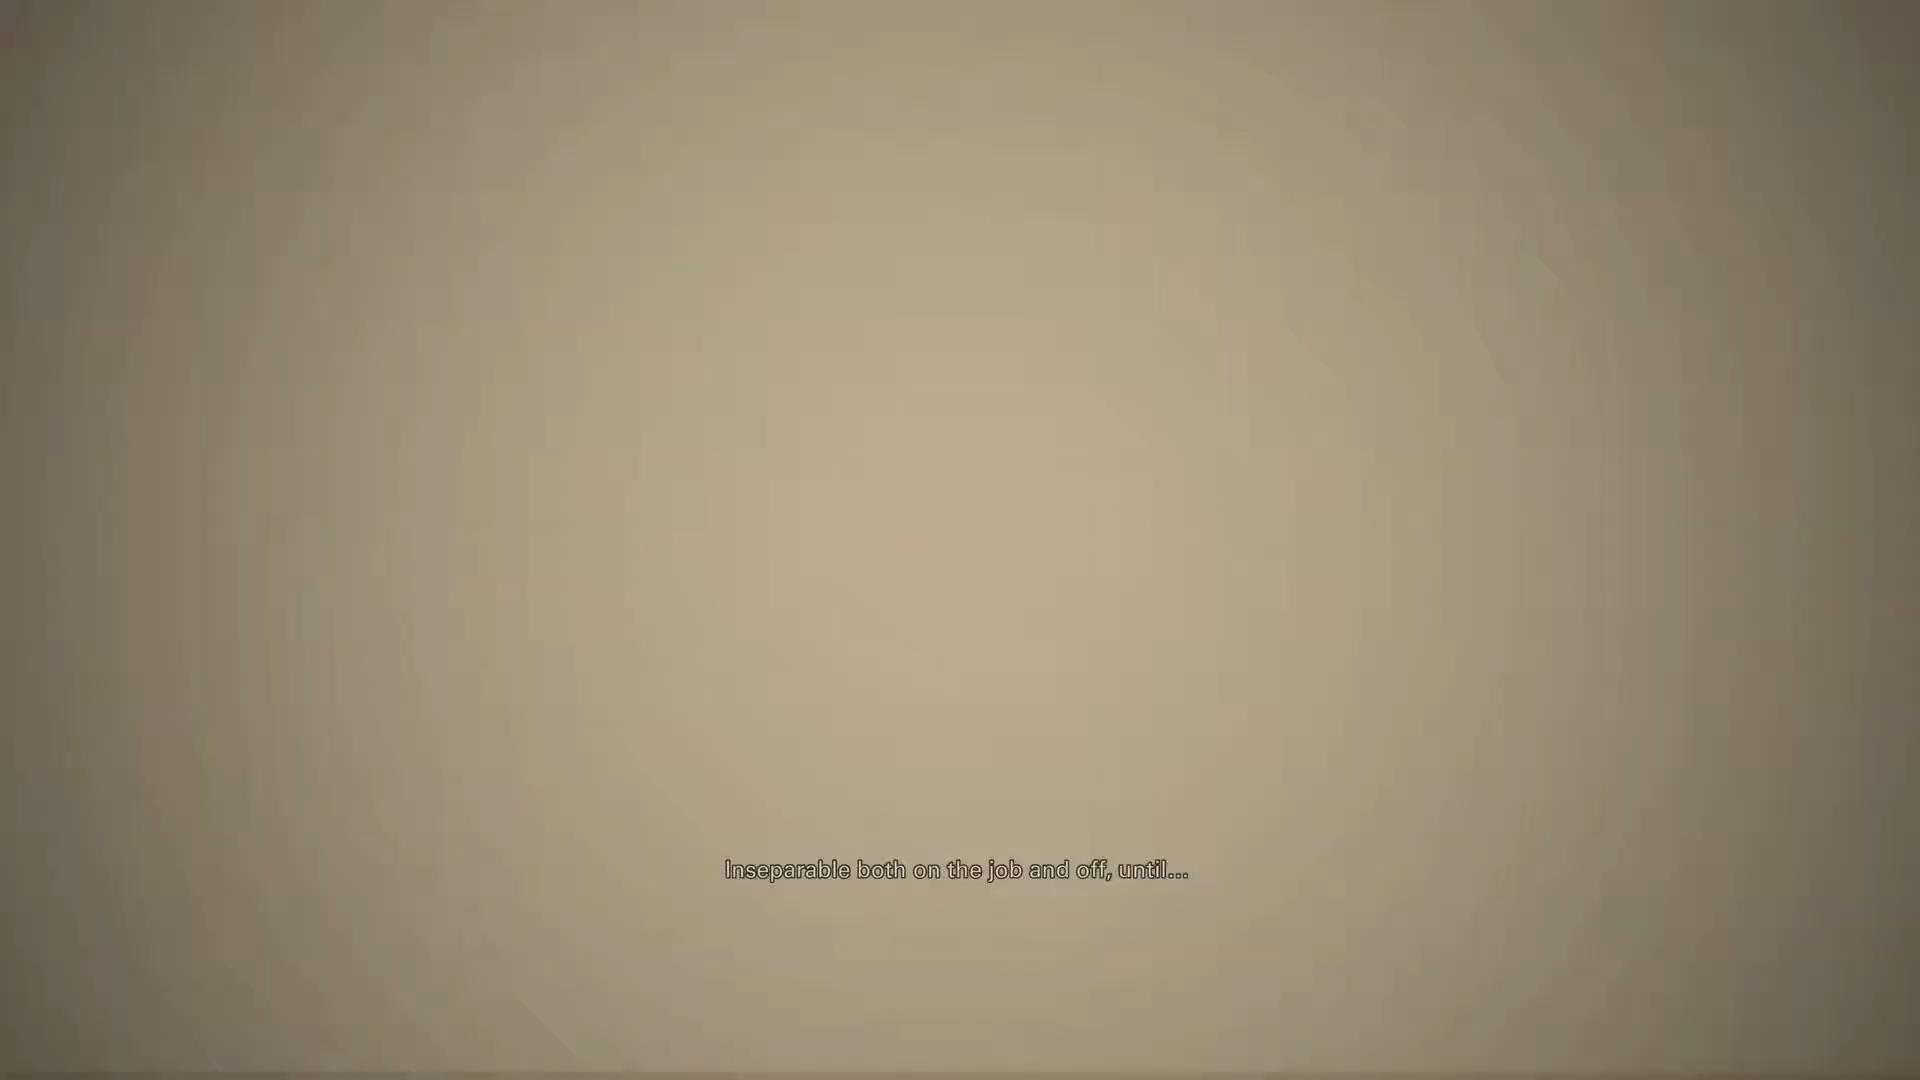 Inseparable both on the job and off, until...